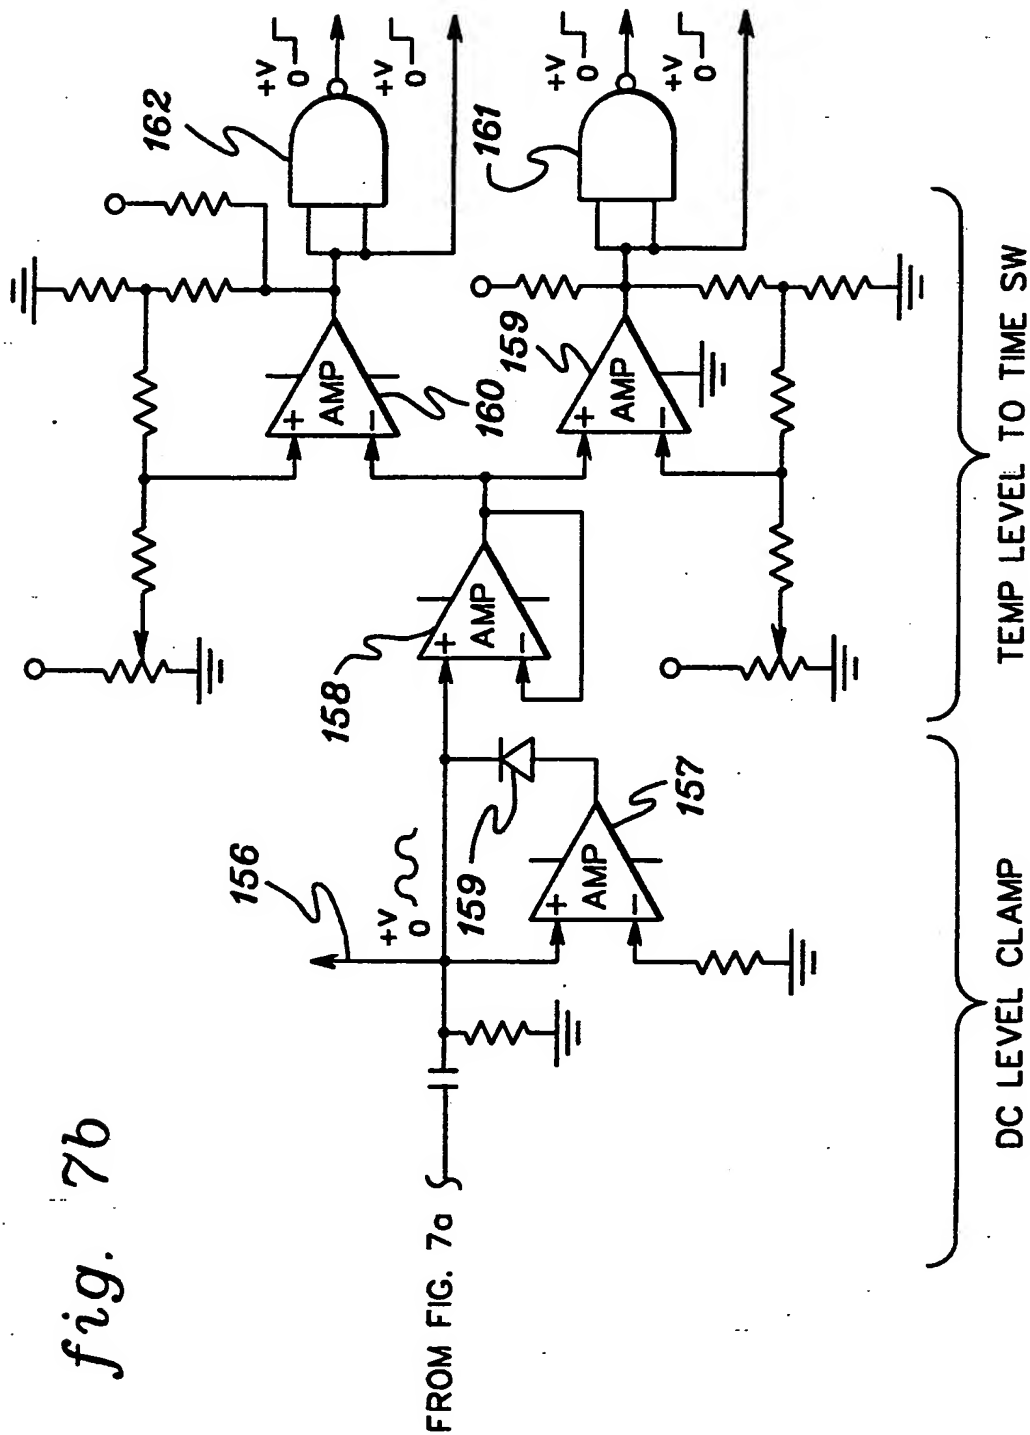 fig. 7b
FROM FIG. 7a
156
+V
0
159
AMP
+
−
157
158
AMP
+
−
AMP
+
−
160
159
AMP
+
−
162
+V
0
+V
0
161
+V
0
+V
0
DC LEVEL CLAMP
TEMP LEVEL TO TIME SW